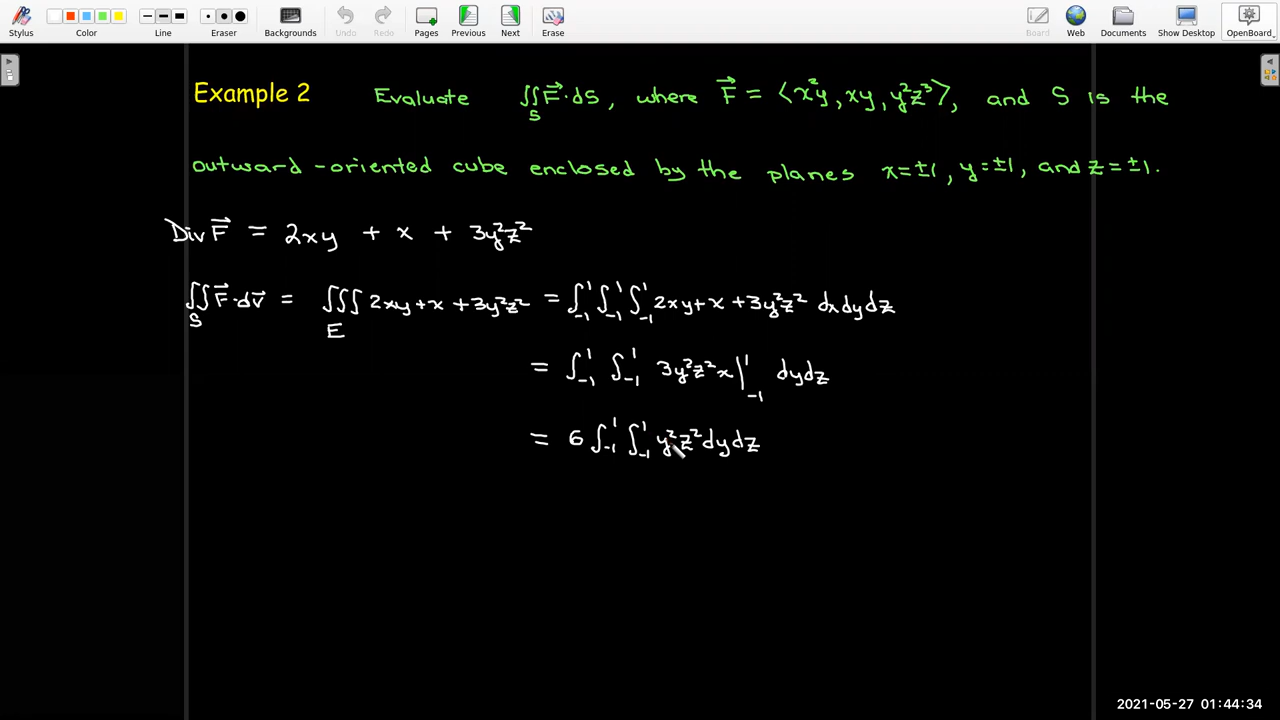 Stylus Color Line Eraser Backgrounds Undo Redo Pages Previous Next Erase Board Web Documents Show Desktop OpenBoard
Example 2 Evaluate ∬_S F⃗·dS, where F⃗ = ⟨x²y, xy, y²z³⟩, and S is the
outward-oriented cube enclosed by the planes x=±1, y=±1, and z=±1.
Div F⃗ = 2xy + x + 3y²z²
∬_S F⃗·dv⃗ = ∭_E 2xy+x+3y²z² = ∫_{-1}^{1} ∫_{-1}^{1} ∫_{-1}^{1} 2xy+x+3y²z² dxdydz
= ∫_{-1}^{1} ∫_{-1}^{1} 3y²z²x |_{-1}^{1} dydz
= 6 ∫_{-1}^{1} ∫_{-1}^{1} y²z² dydz
2021-05-27 01:44:34